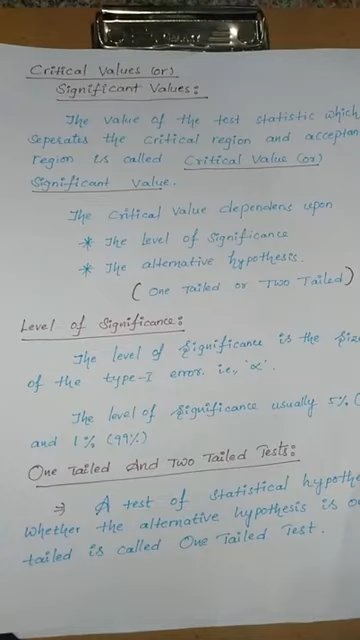 Critical Values (or)
Significant Values:
The value of the test statistic which
seperates the critical region and acceptan
region is called Critical Value (or)
Significant Value.
The Critical value dependens upon
* The level of Significance
* The alternative hypothesis.
(One Tailed or Two Tailed)
Level of Significance:
The level of Significance is the Size
of the type-I error. i.e., 'α'.
The level of Significance usually 5% (
and 1% (99%)
One Tailed And Two Tailed Tests:
⇒ A test of statistical hypothe
whether the alternative hypothesis is o
tailed is called One Tailed Test.